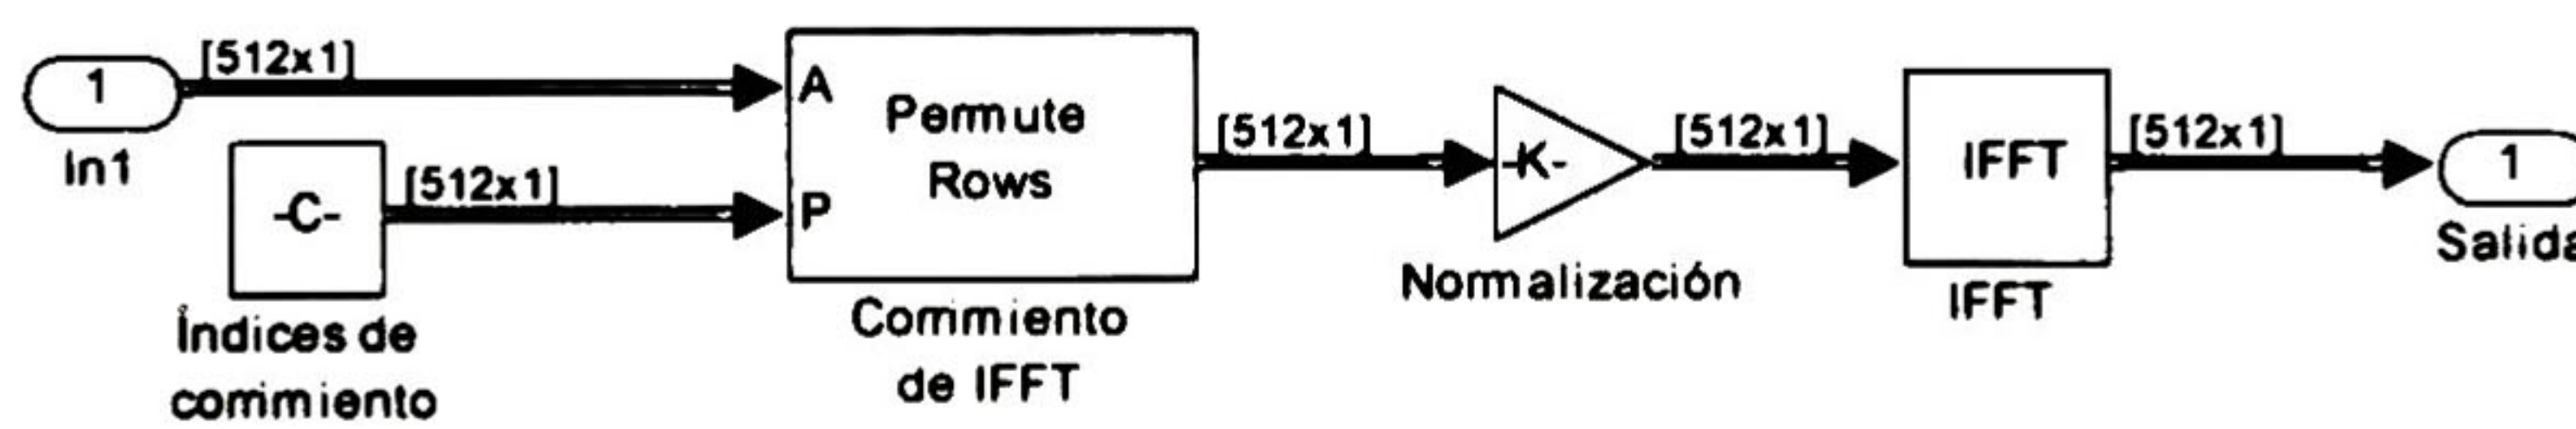 1
[512x1]
In1
-C-
[512x1]
Índices de
corrimiento
A
P
Permute
Rows
Corrimiento
de IFFT
[512x1]
-K-
Normalización
[512x1]
IFFT
IFFT
[512x1]
1
Salida